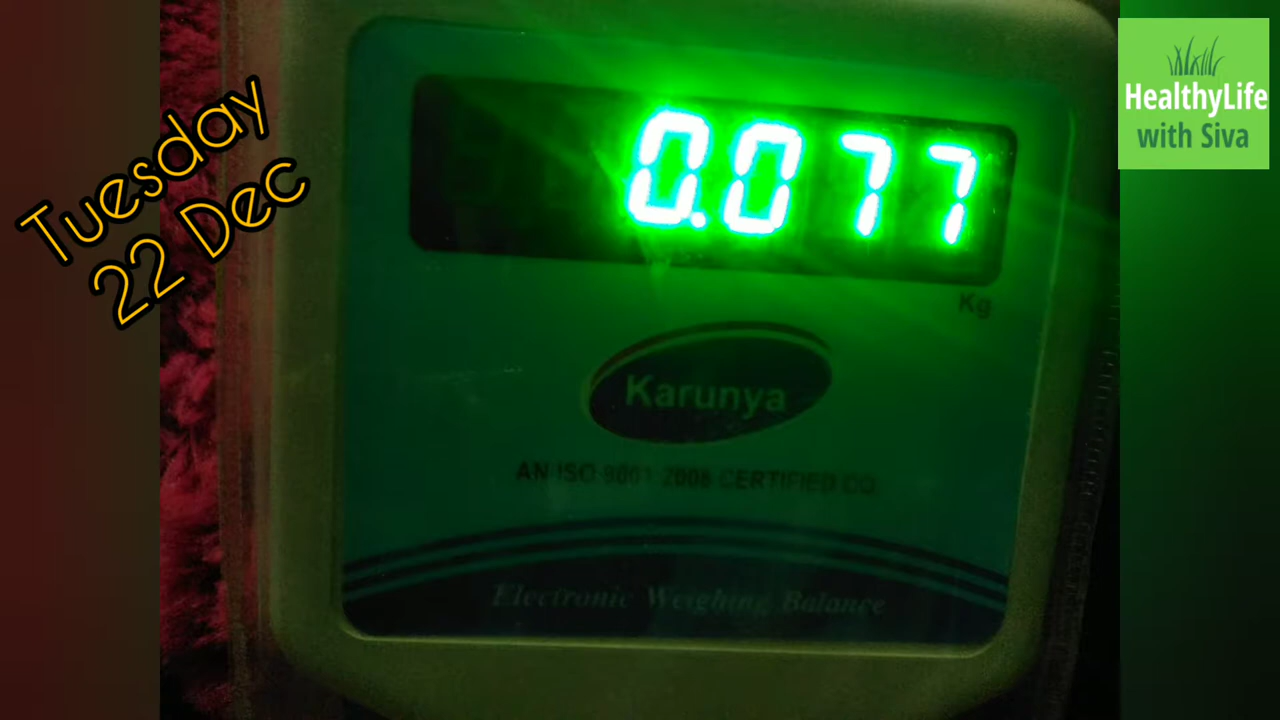 Tuesday
22 Dec
HealthyLife
with Siva
0.077
Kg
Karunya
AN ISO 9001 2008 CERTIFIED CO
Electronic Weighing Balance